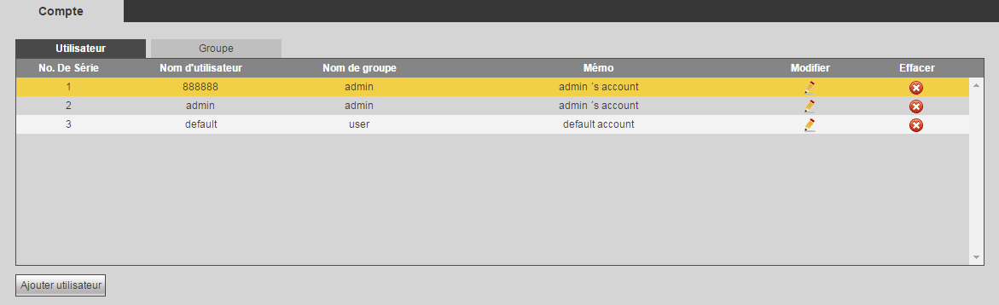 Compte
Utilisateur Groupe
No. De Série Nom d'utilisateur Nom de groupe Mémo Modifier Effacer
1 888888 admin admin ´s account
2 admin admin admin ´s account
3 default user default account
Ajouter utilisateur